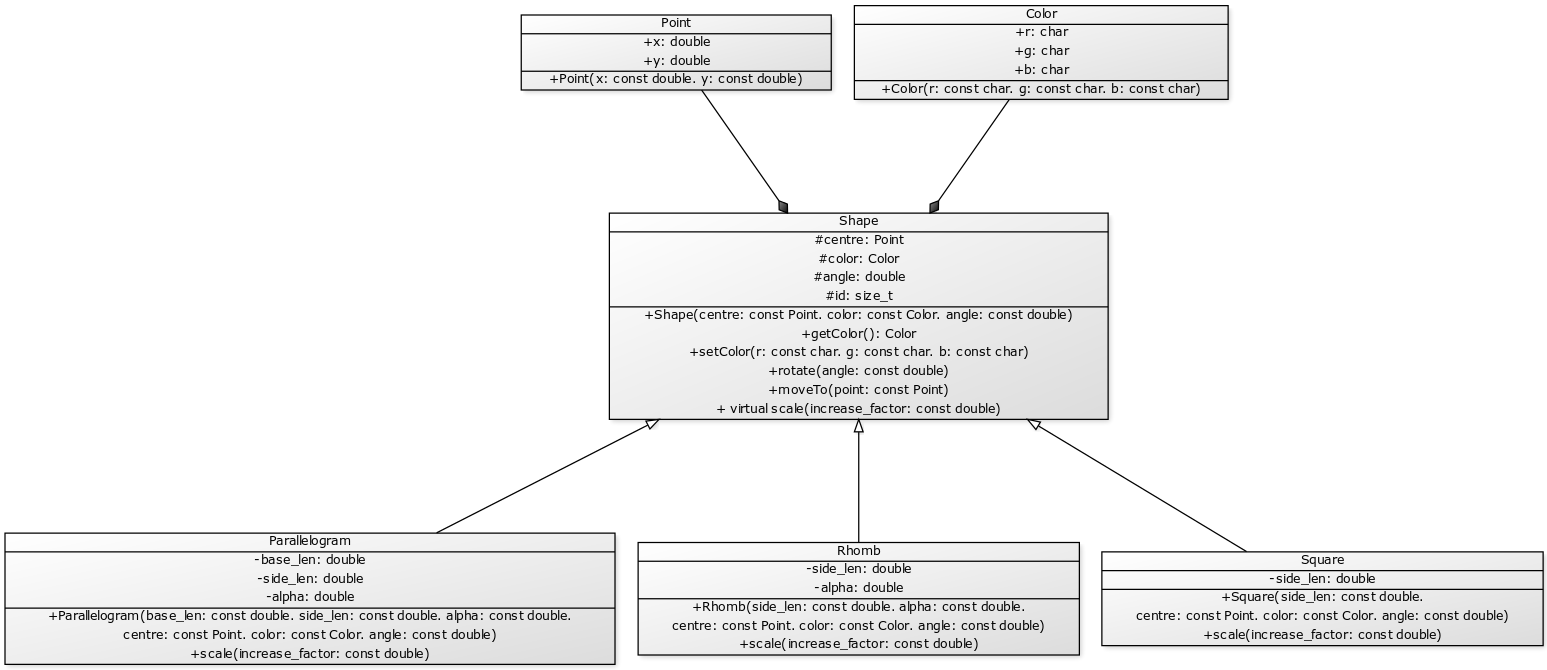 Point
+x: double
+y: double
+Point(x: const double. y: const double)
Color
+r: char
+g: char
+b: char
+Color(r: const char. g: const char. b: const char)
Shape
#centre: Point
#color: Color
#angle: double
#id: size_t
+Shape(centre: const Point. color: const Color. angle: const double)
+getColor(): Color
+setColor(r: const char. g: const char. b: const char)
+rotate(angle: const double)
+moveTo(point: const Point)
+ virtual scale(increase_factor: const double)
Parallelogram
-base_len: double
-side_len: double
-alpha: double
+Parallelogram(base_len: const double. side_len: const double. alpha: const double.
centre: const Point. color: const Color. angle: const double)
+scale(increase_factor: const double)
Rhomb
-side_len: double
-alpha: double
+Rhomb(side_len: const double. alpha: const double.
centre: const Point. color: const Color. angle: const double)
+scale(increase_factor: const double)
Square
-side_len: double
+Square(side_len: const double.
centre: const Point. color: const Color. angle: const double)
+scale(increase_factor: const double)